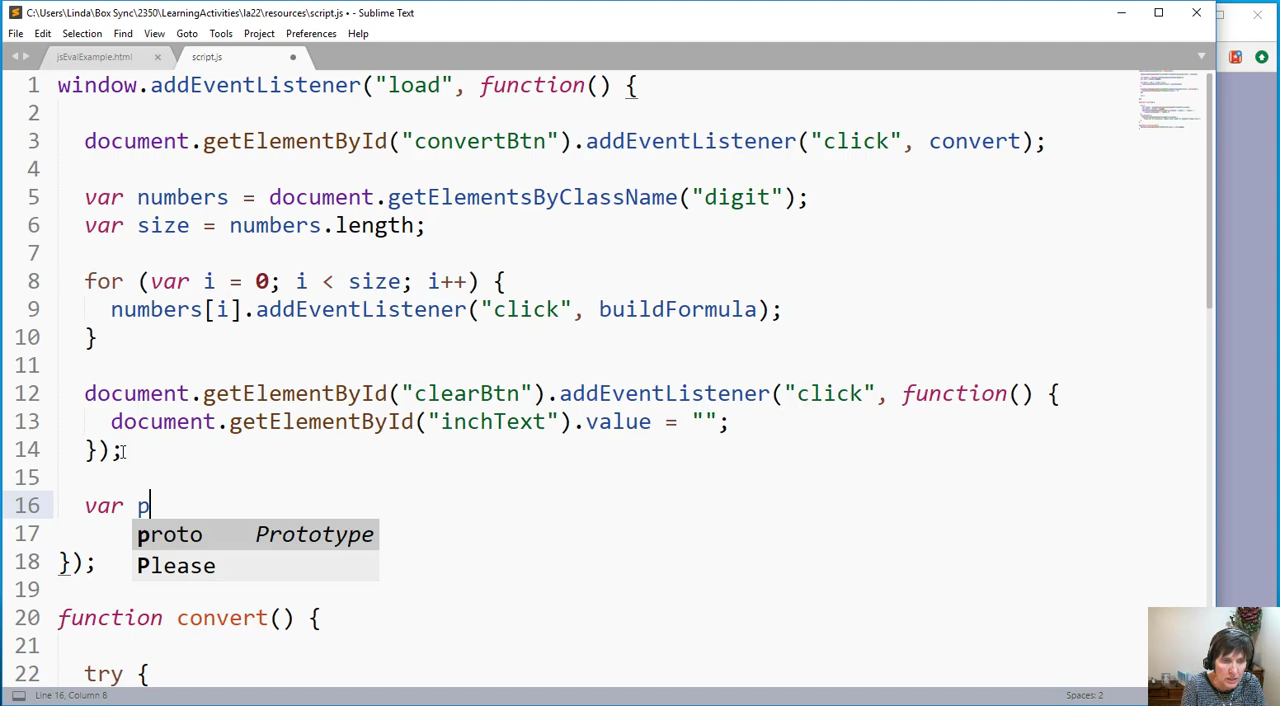 C:\Users\Linda\Box Sync\2350\LearningActivities\la22\resources\script.js • - Sublime Text
File Edit Selection Find View Goto Tools Project Preferences Help
jsEvalExample.html script.js
1 window.addEventListener("load", function() {
2
3 document.getElementById("convertBtn").addEventListener("click", convert);
4
5 var numbers = document.getElementsByClassName("digit");
6 var size = numbers.length;
7
8 for (var i = 0; i < size; i++) {
9 numbers[i].addEventListener("click", buildFormula);
10 }
11
12 document.getElementById("clearBtn").addEventListener("click", function() {
13 document.getElementById("inchText").value = "";
14 });
15
16 var p
proto Prototype
17
Please
18 });
19
20 function convert() {
21
22 try {
Line 16, Column 8 Spaces: 2